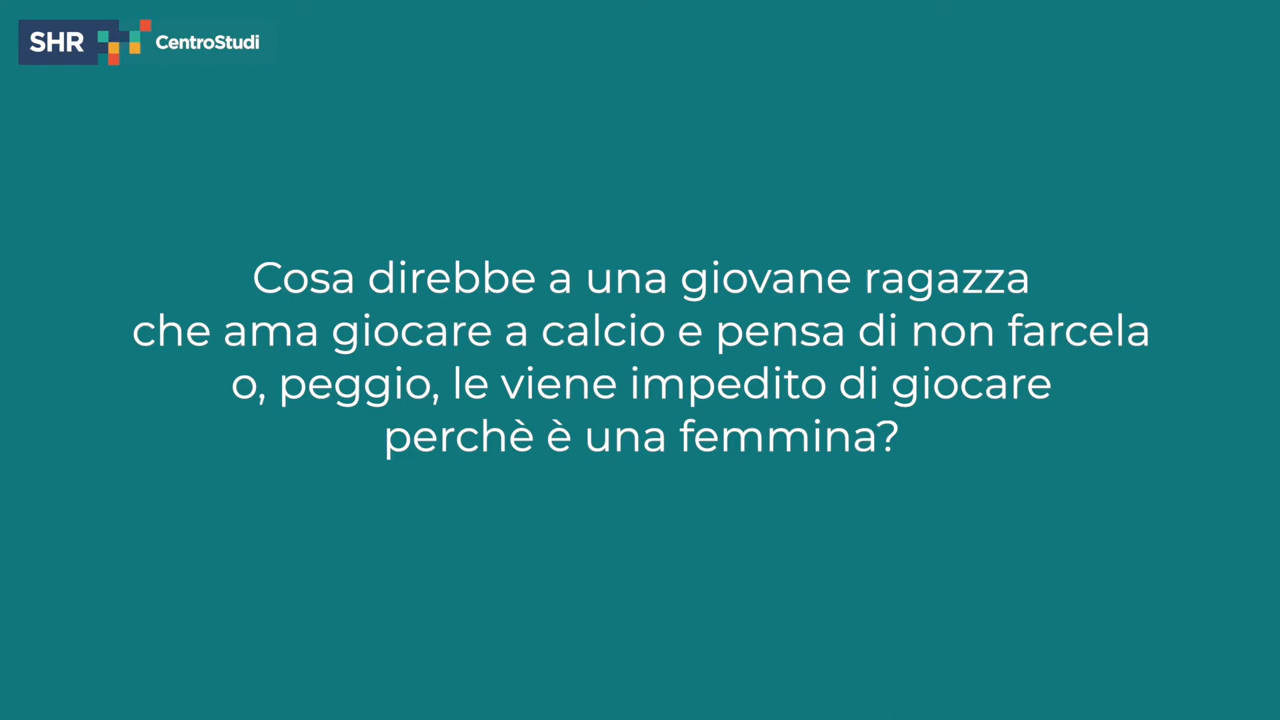 SHR CentroStudi
Cosa direbbe a una giovane ragazza
che ama giocare a calcio e pensa di non farcela
o, peggio, le viene impedito di giocare
perchè è una femmina?